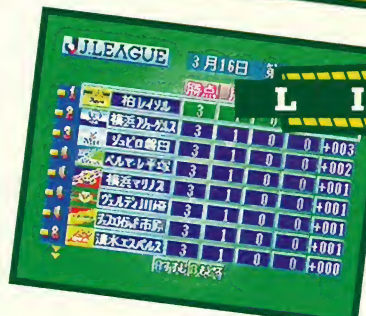 J.LEAGUE 3月16日
勝点
L I
1 柏レイソル 3
2 横浜フリューゲルス 3 1 0 0 +003
3 ジュビロ磐田 3 1 0 0 +002
4 ベルマーレ平塚 3 1 0 0 +001
横浜マリノス 3 1 0 0 +001
ヴェルディ川崎 3 1 0 0 +001
ジェフユナイテッド市原 3 1 0 0 +001
8 清水エスパルス 3 1 0 0 +000